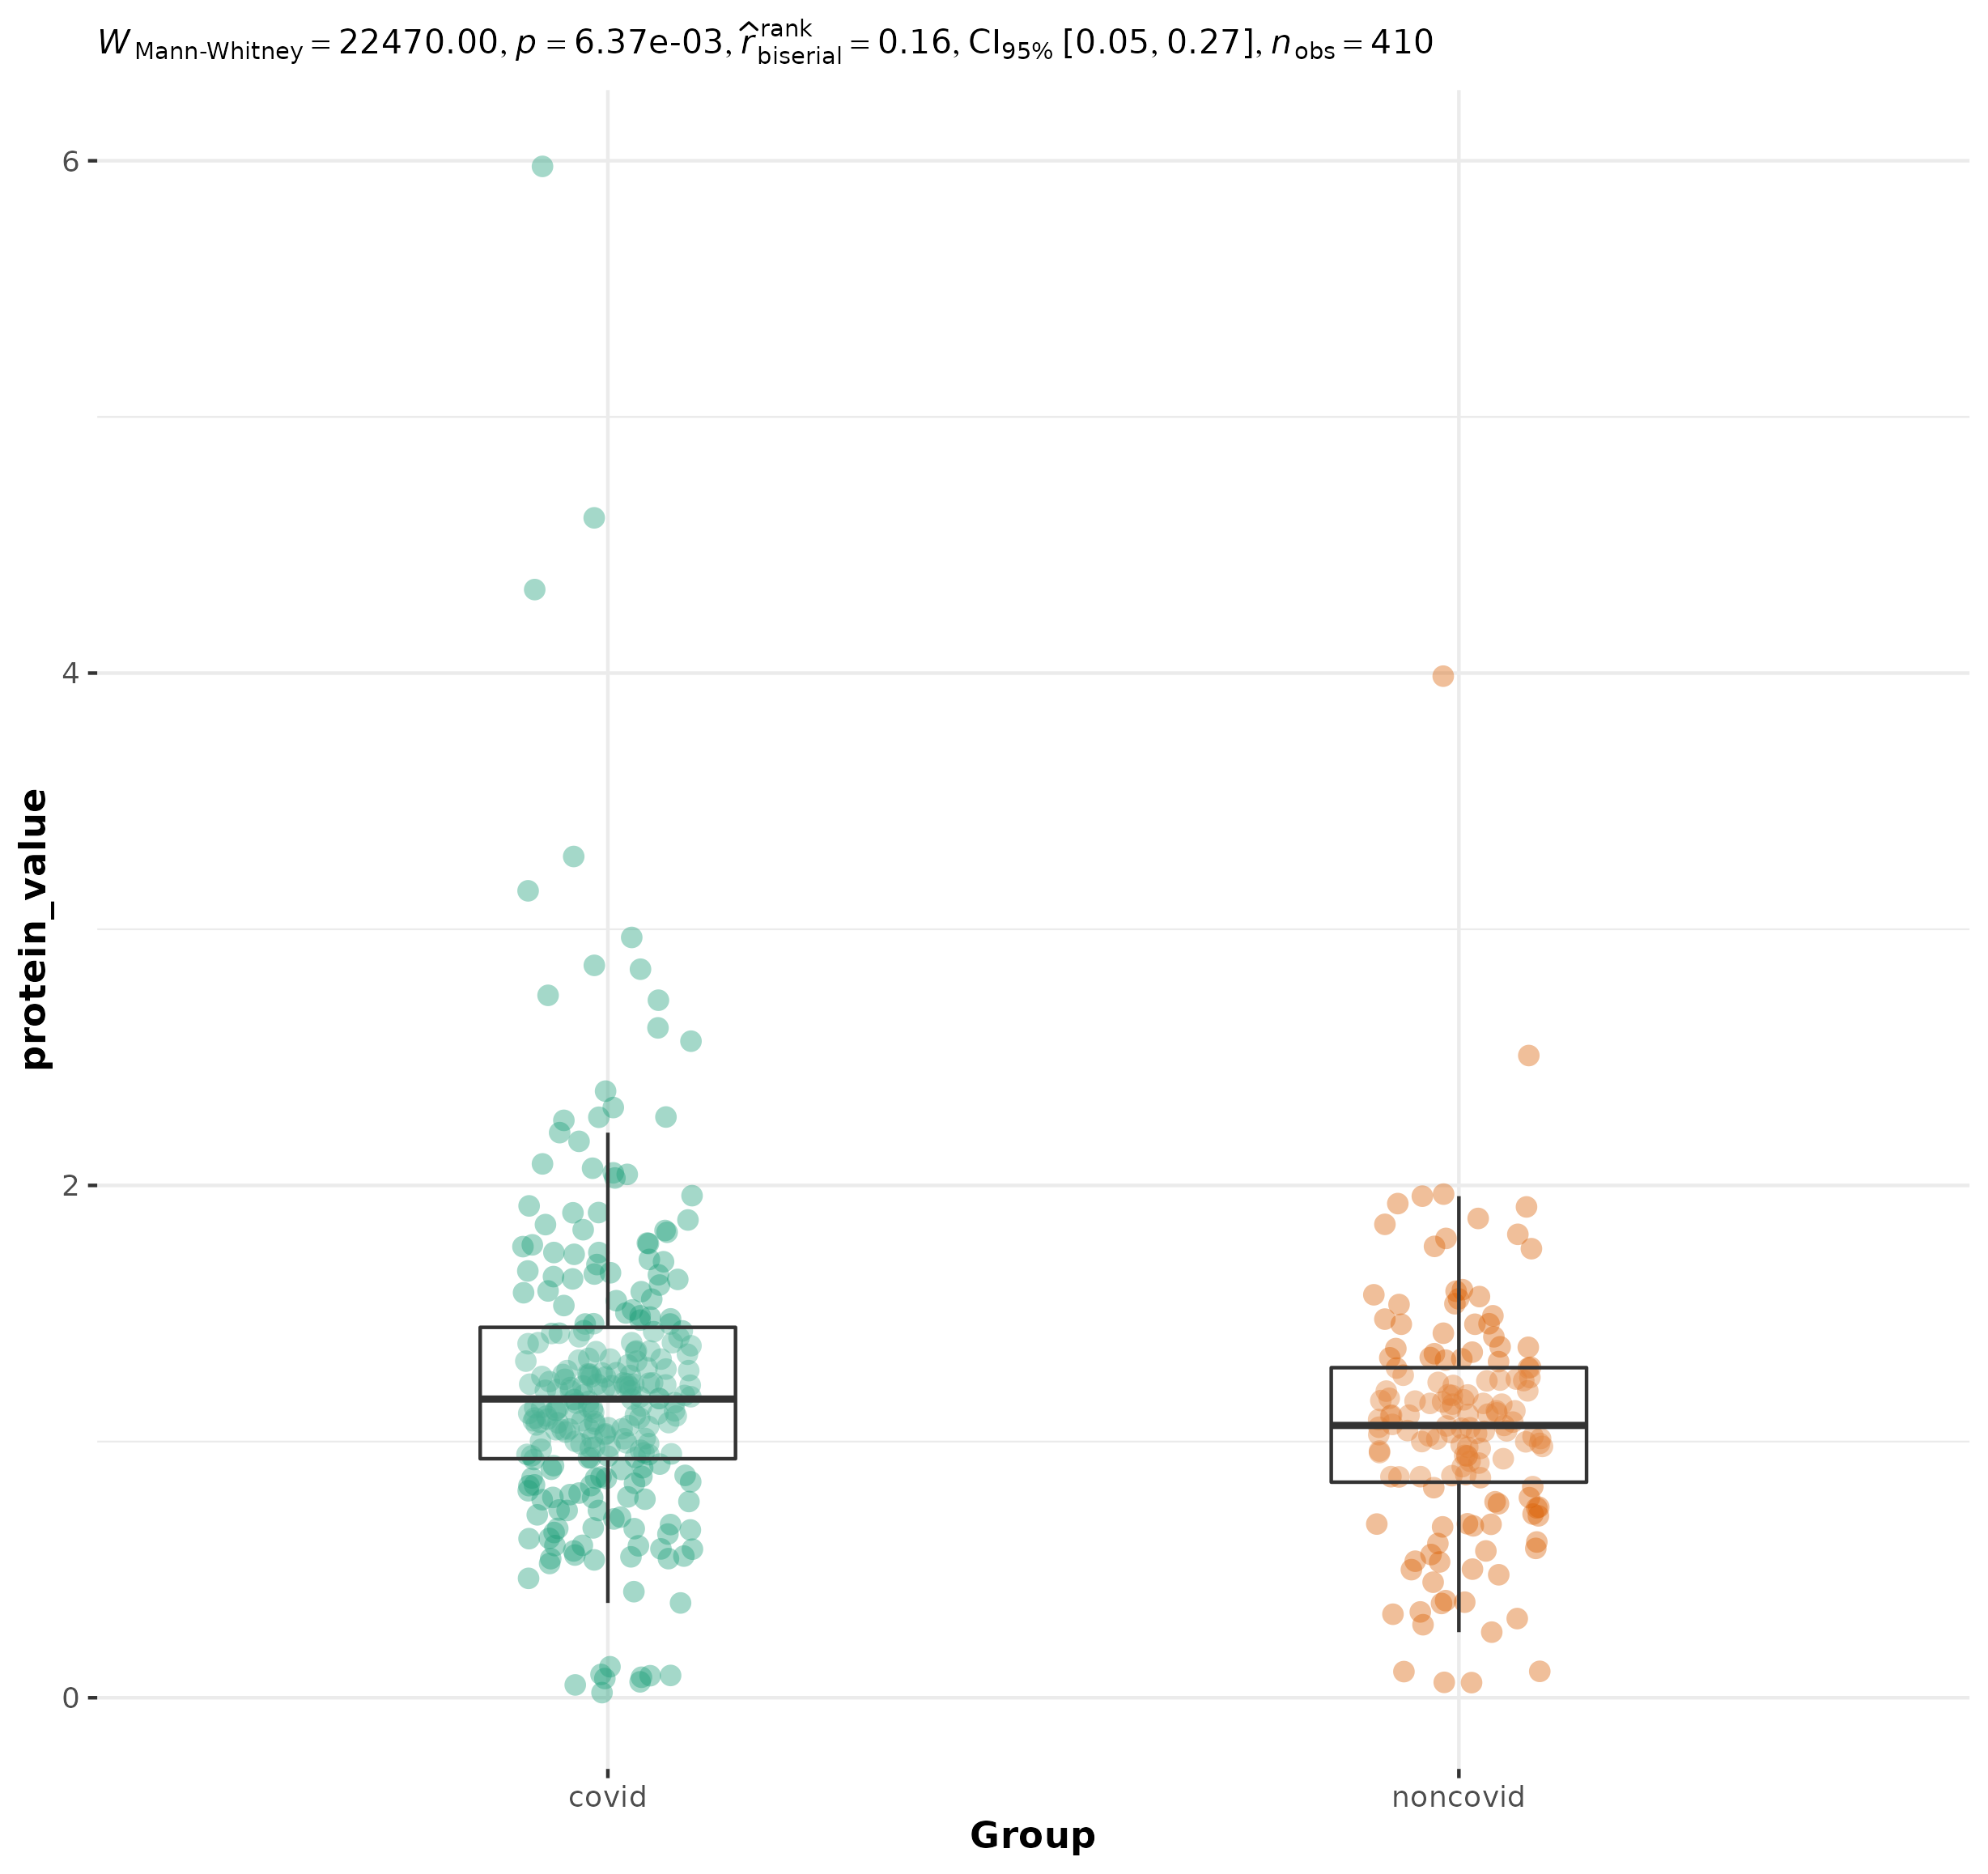 W Mann-Whitney = 22470.00, p = 6.37e-03, r̂ rank biserial = 0.16, CI95% [0.05, 0.27], n obs = 410
6
4
2
0
protein_value
covid noncovid
Group